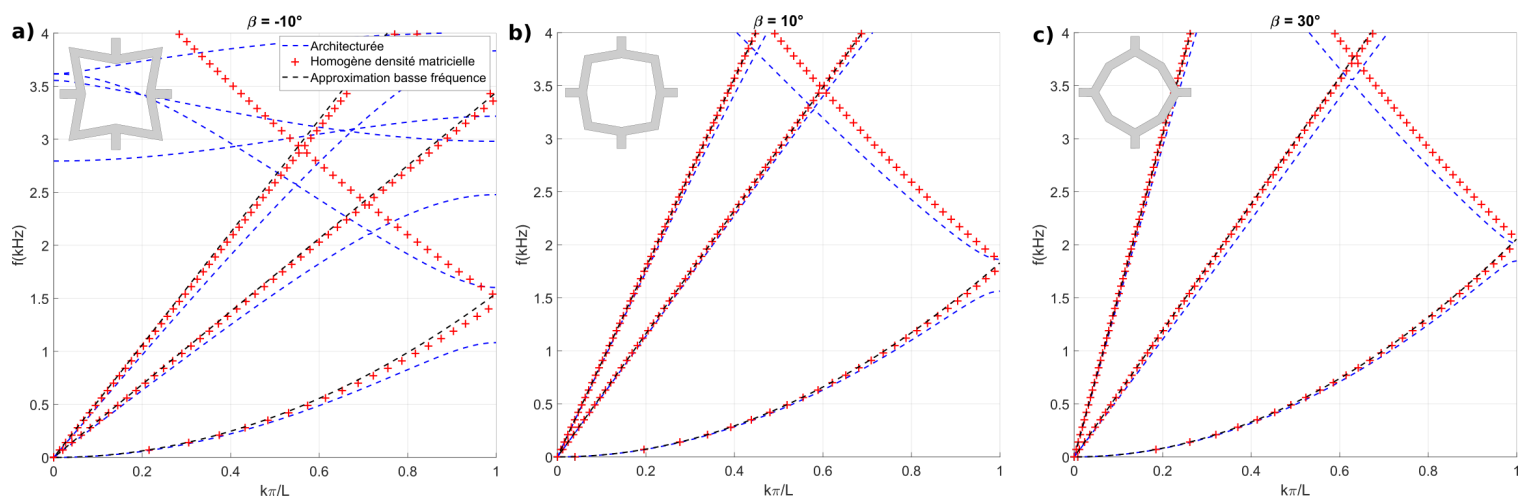 a)
β = -10°
Architecturée
Homogène densité matricielle
Approximation basse fréquence
f(kHz)
4
3.5
3
2.5
2
1.5
1
0.5
0
0 0.2 0.4 0.6 0.8 1
kπ/L
b)
β = 10°
f(kHz)
4
3.5
3
2.5
2
1.5
1
0.5
0
0 0.2 0.4 0.6 0.8 1
kπ/L
c)
β = 30°
f(kHz)
4
3.5
3
2.5
2
1.5
1
0.5
0
0 0.2 0.4 0.6 0.8 1
kπ/L